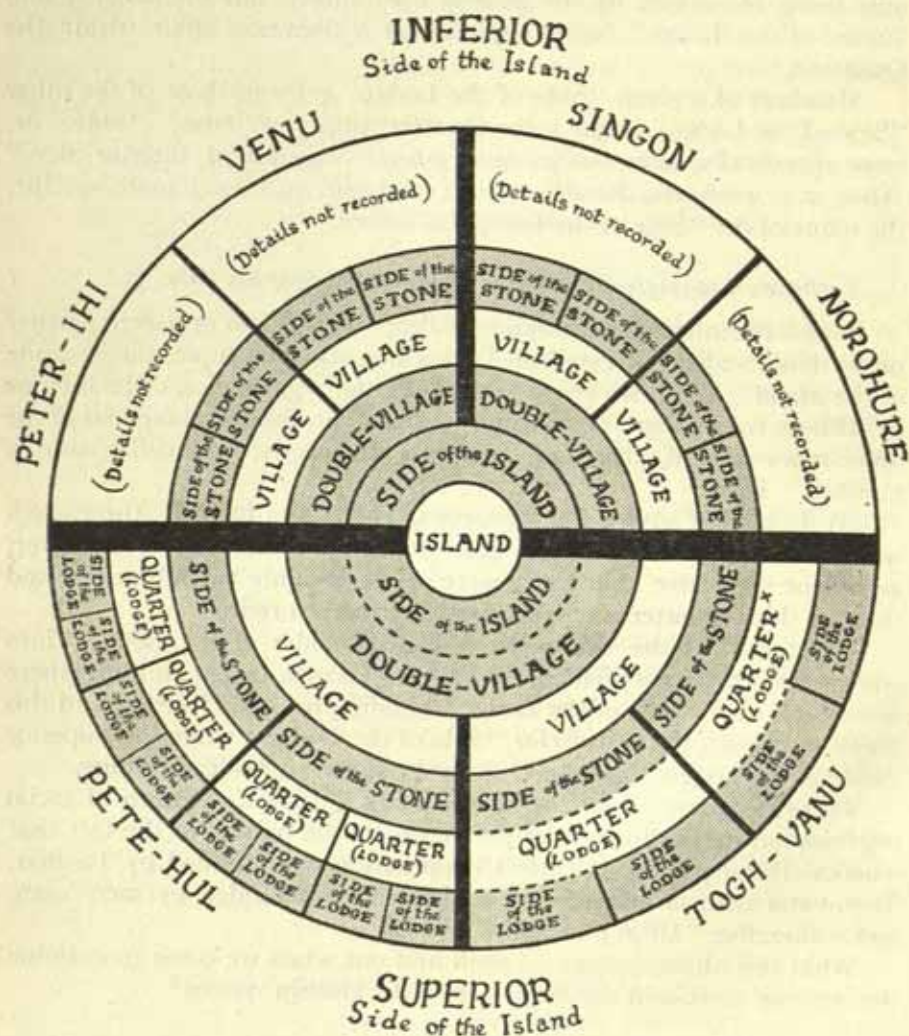 INFERIOR
Side of the Island
VENU
SINGON
PETER-IHI
NOROHURE
(Details not recorded)
(Details not recorded)
(Details not recorded)
(Details not recorded)
SIDE of the
STONE
SIDE of the
STONE
SIDE of the
STONE
SIDE of the
STONE
SIDE of the
STONE
SIDE of the
STONE
SIDE of the
STONE
SIDE of the
STONE
VILLAGE
VILLAGE
VILLAGE
VILLAGE
DOUBLE-VILLAGE
DOUBLE-VILLAGE
SIDE of the ISLAND
ISLAND
SIDE
of the ISLAND
DOUBLE-VILLAGE
VILLAGE
VILLAGE
SIDE of the STONE
SIDE of the STONE
SIDE of the STONE
SIDE of the STONE
QUARTER
(LODGE)
QUARTER
(LODGE)
QUARTER
(LODGE)
QUARTER
(LODGE)
QUARTER
(LODGE)
QUARTER x
(LODGE)
SIDE
of the
LODGE
SIDE
of the
LODGE
SIDE
of the
LODGE
SIDE
of the
LODGE
SIDE
of the
LODGE
SIDE
of the
LODGE
SIDE
of the
LODGE
SIDE
of the
LODGE
SIDE
of the
LODGE
SIDE
of the
LODGE
SIDE
of the
LODGE
SIDE
of the
LODGE
PETE-HUL
TOGH-VANU
SUPERIOR
Side of the Island